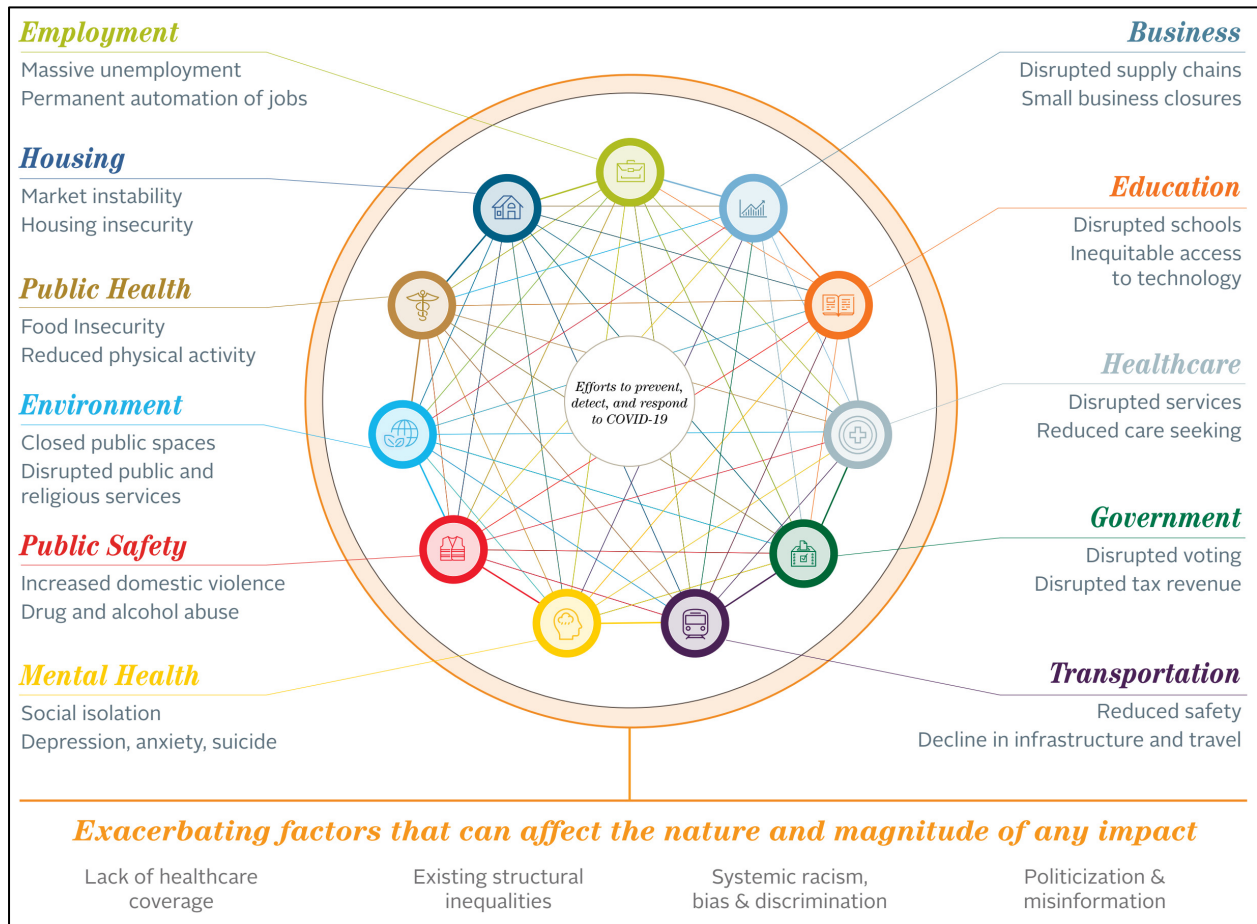 Employment
Massive unemployment
Permanent automation of jobs
Housing
Market instability
Housing insecurity
Public Health
Food Insecurity
Reduced physical activity
Environment
Closed public spaces
Disrupted public and
religious services
Public Safety
Increased domestic violence
Drug and alcohol abuse
Mental Health
Social isolation
Depression, anxiety, suicide
Efforts to prevent,
detect, and respond
to COVID-19
Business
Disrupted supply chains
Small business closures
Education
Disrupted schools
Inequitable access
to technology
Healthcare
Disrupted services
Reduced care seeking
Government
Disrupted voting
Disrupted tax revenue
Transportation
Reduced safety
Decline in infrastructure and travel
Exacerbating factors that can affect the nature and magnitude of any impact
Lack of healthcare
coverage
Existing structural
inequalities
Systemic racism,
bias & discrimination
Politicization &
misinformation